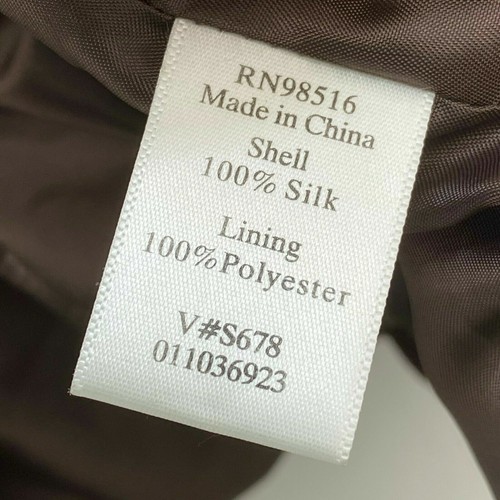 RN98516
Made in China
Shell
100% Silk
Lining
100%Polyester
V#S678
011036923